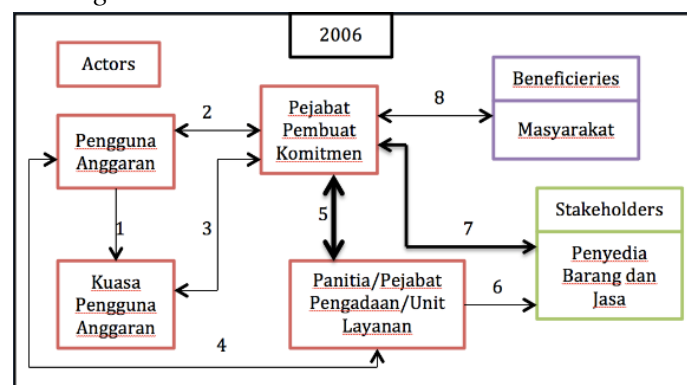 2006
Actors
Pengguna
Anggaran
1
Kuasa
Pengguna
Anggaran
2
3
4
Pejabat
Pembuat
Komitmen
5
Panitia/Pejabat
Pengadaan/Unit
Layanan
6
7
8
Beneficieries
Masyarakat
Stakeholders
Penyedia
Barang dan
Jasa